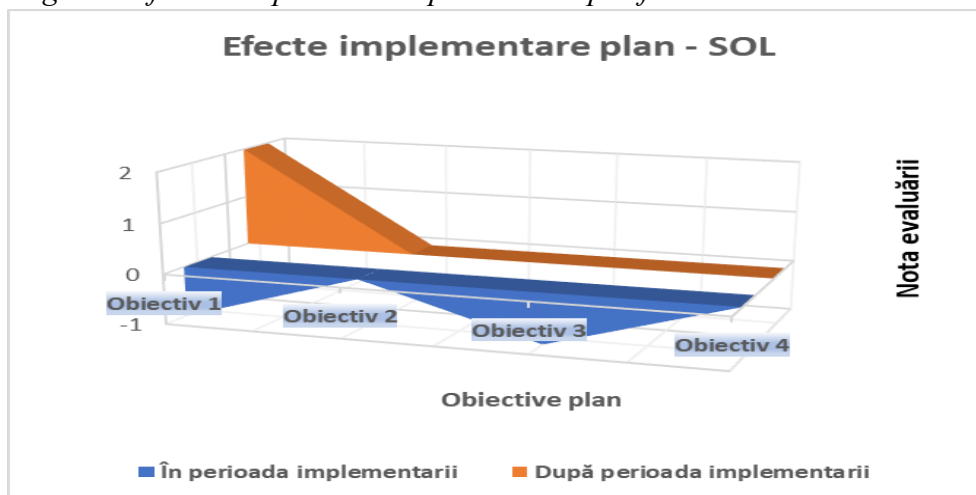 Efecte implementare plan - SOL
2
1
0
-1
Obiectiv 1
Obiectiv 2
Obiectiv 3
Obiectiv 4
Nota evaluării
Obiective plan
În perioada implementarii
După perioada implementarii